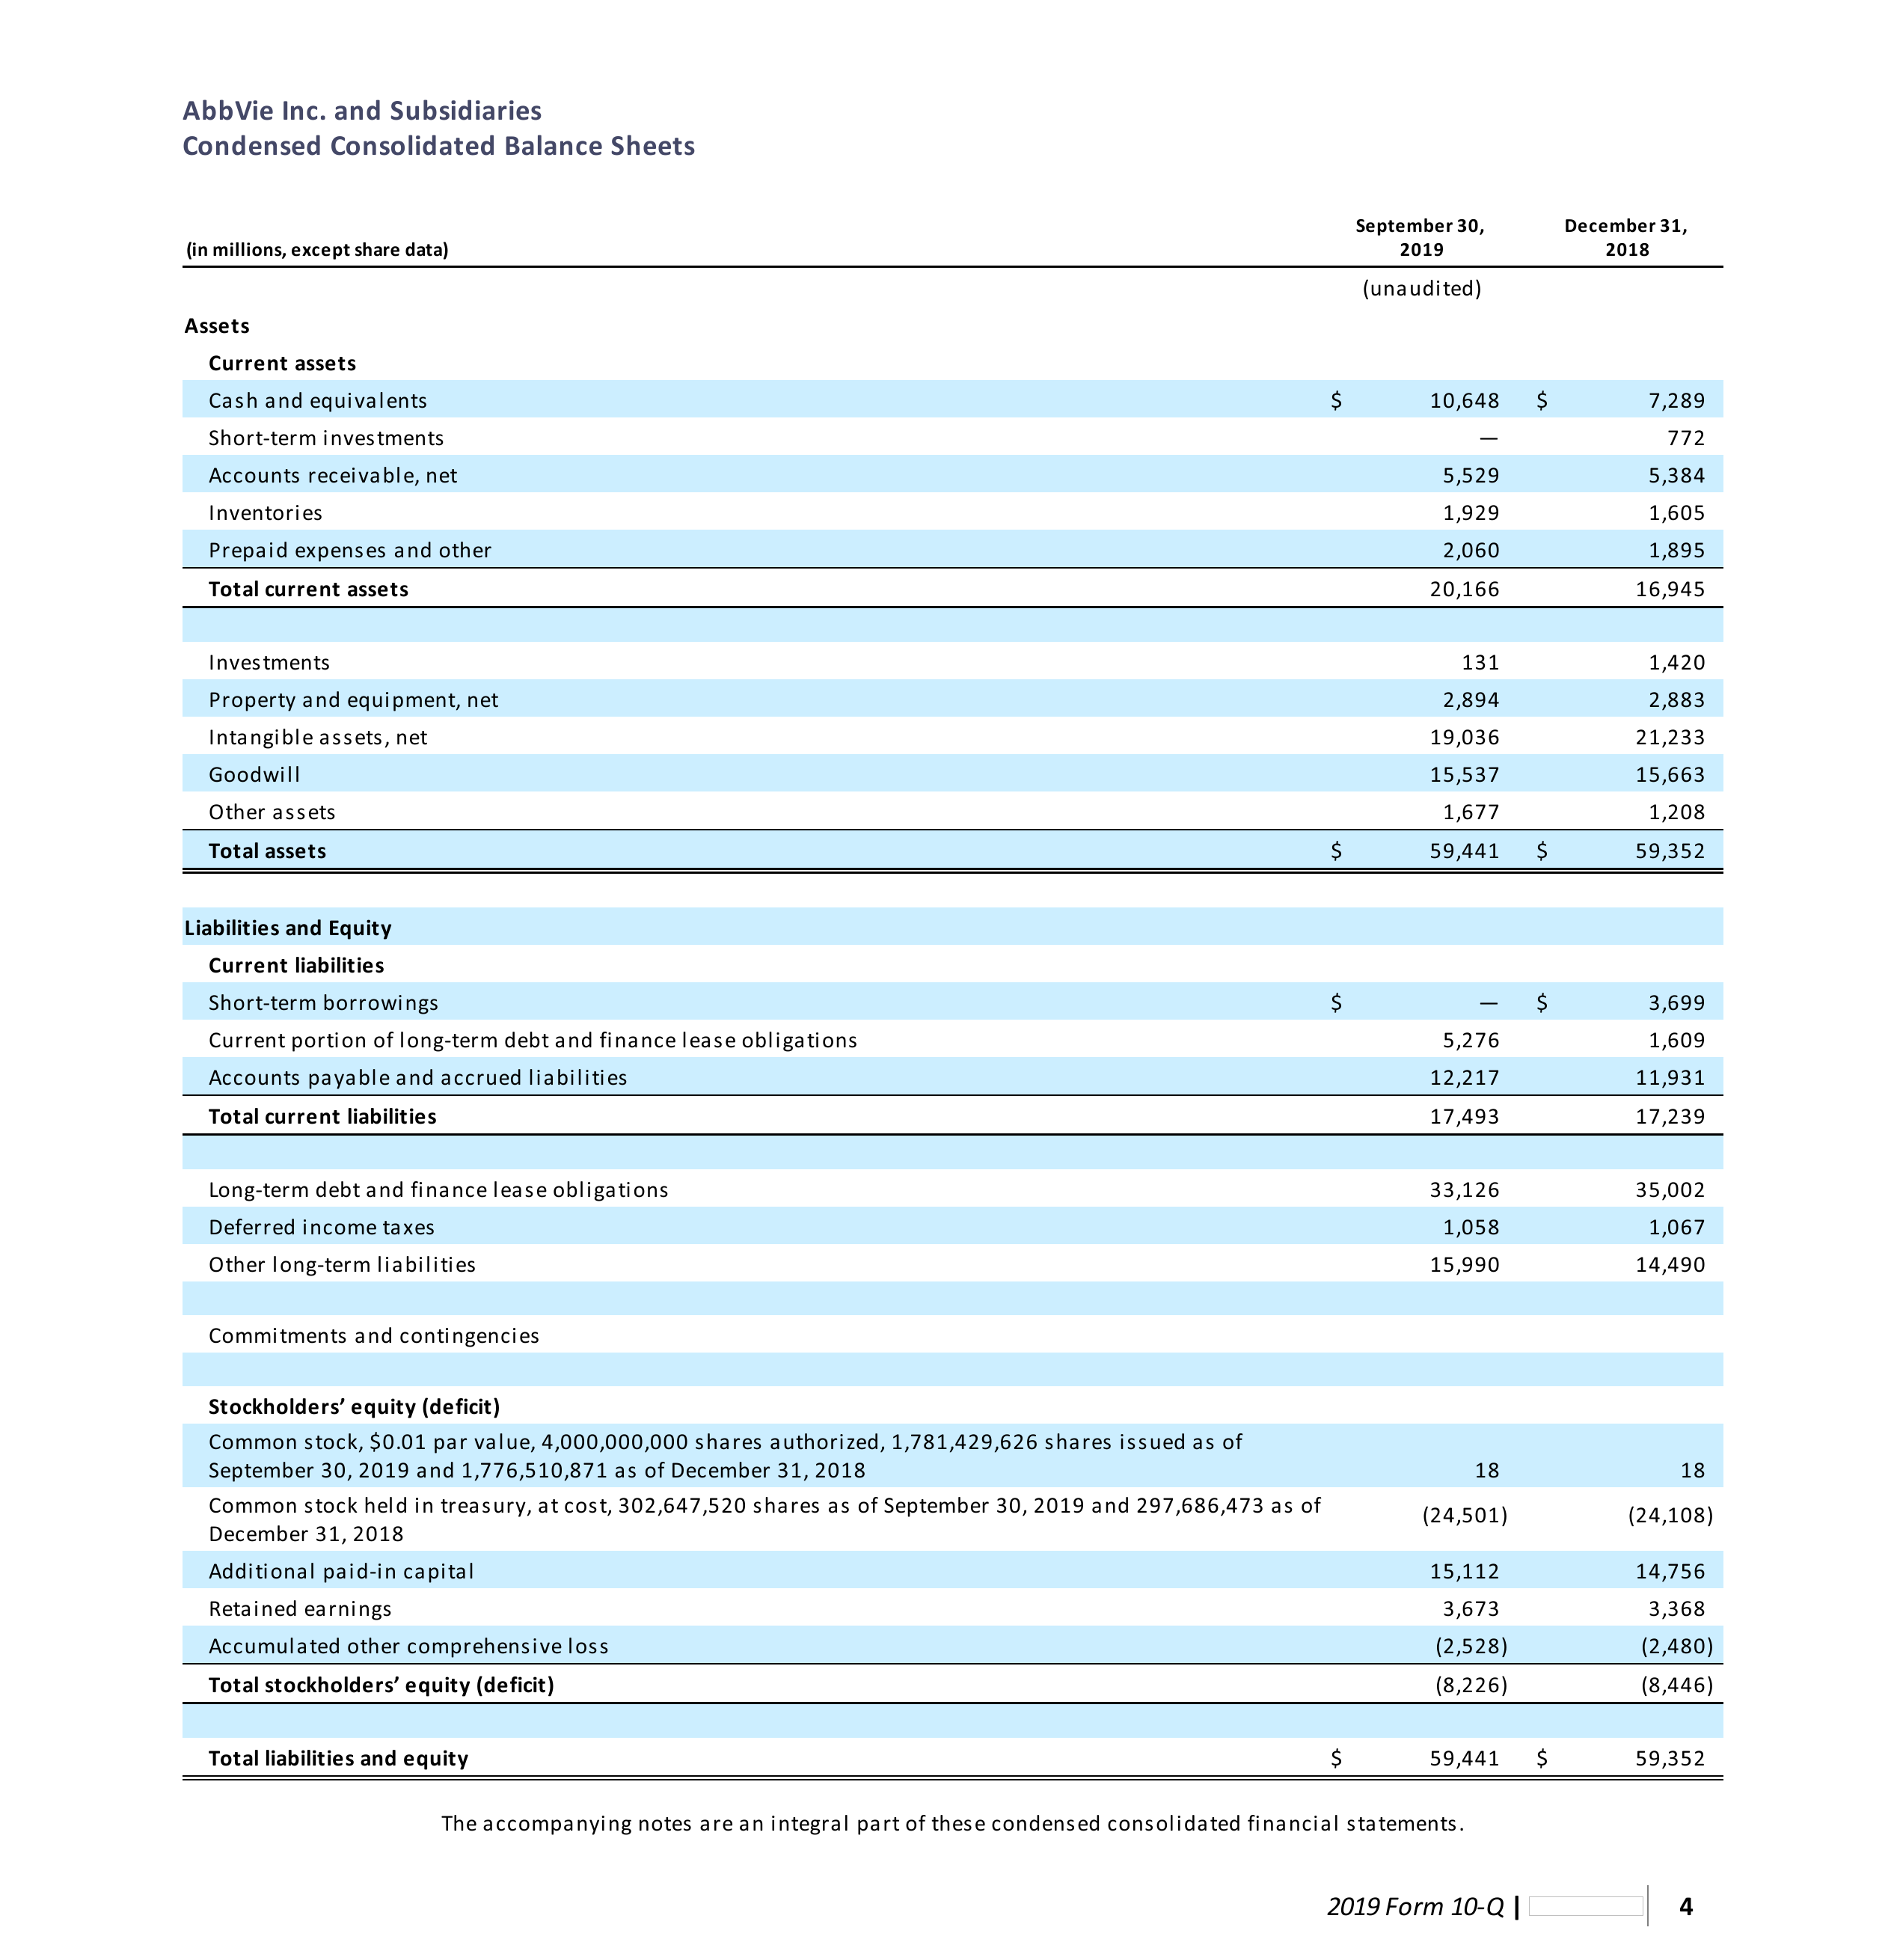 AbbVie Inc. and Subsidiaries
Condensed Consolidated Balance Sheets
(in millions, except share data) September 30, 2019 December 31, 2018
(unaudited)
Assets
Current assets
Cash and equivalents $ 10,648 $ 7,289
Short-term investments — 772
Accounts receivable, net 5,529 5,384
Inventories 1,929 1,605
Prepaid expenses and other 2,060 1,895
Total current assets 20,166 16,945
Investments 131 1,420
Property and equipment, net 2,894 2,883
Intangible assets, net 19,036 21,233
Goodwill 15,537 15,663
Other assets 1,677 1,208
Total assets $ 59,441 $ 59,352
Liabilities and Equity
Current liabilities
Short-term borrowings $ — $ 3,699
Current portion of long-term debt and finance lease obligations 5,276 1,609
Accounts payable and accrued liabilities 12,217 11,931
Total current liabilities 17,493 17,239
Long-term debt and finance lease obligations 33,126 35,002
Deferred income taxes 1,058 1,067
Other long-term liabilities 15,990 14,490
Commitments and contingencies
Stockholders’ equity (deficit)
Common stock, $0.01 par value, 4,000,000,000 shares authorized, 1,781,429,626 shares issued as of
September 30, 2019 and 1,776,510,871 as of December 31, 2018 18 18
Common stock held in treasury, at cost, 302,647,520 shares as of September 30, 2019 and 297,686,473 as of
December 31, 2018 (24,501) (24,108)
Additional paid-in capital 15,112 14,756
Retained earnings 3,673 3,368
Accumulated other comprehensive loss (2,528) (2,480)
Total stockholders’ equity (deficit) (8,226) (8,446)
Total liabilities and equity $ 59,441 $ 59,352
The accompanying notes are an integral part of these condensed consolidated financial statements.
2019 Form 10-Q | 4